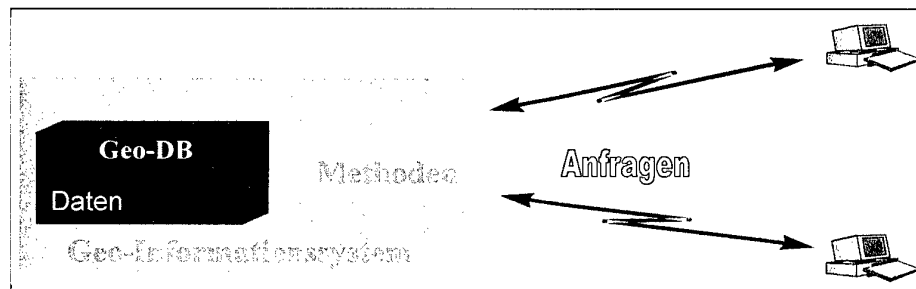 Geo-DB
Methoden
Anfragen
Daten
Geo-Informationssystem